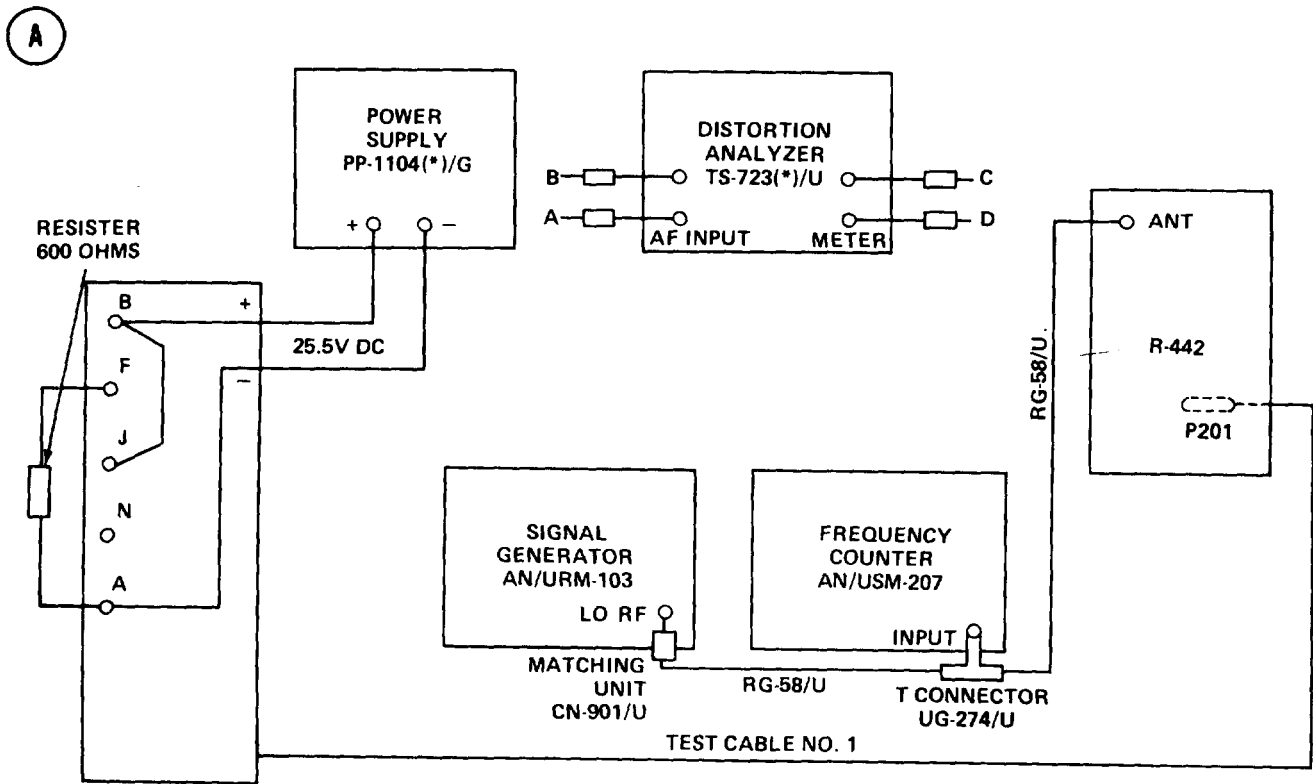 A
POWER
SUPPLY
PP-1104(*)/G
+ −
DISTORTION
ANALYZER
TS-723(*)/U
B
A
C
D
AF INPUT
METER
RESISTER
600 OHMS
B
F
J
N
A
+
25.5V DC
−
ANT
R-442
P201
RG-58/U.
SIGNAL
GENERATOR
AN/URM-103
LO RF
MATCHING
UNIT
CN-901/U
FREQUENCY
COUNTER
AN/USM-207
INPUT
RG-58/U
T CONNECTOR
UG-274/U
TEST CABLE NO. 1